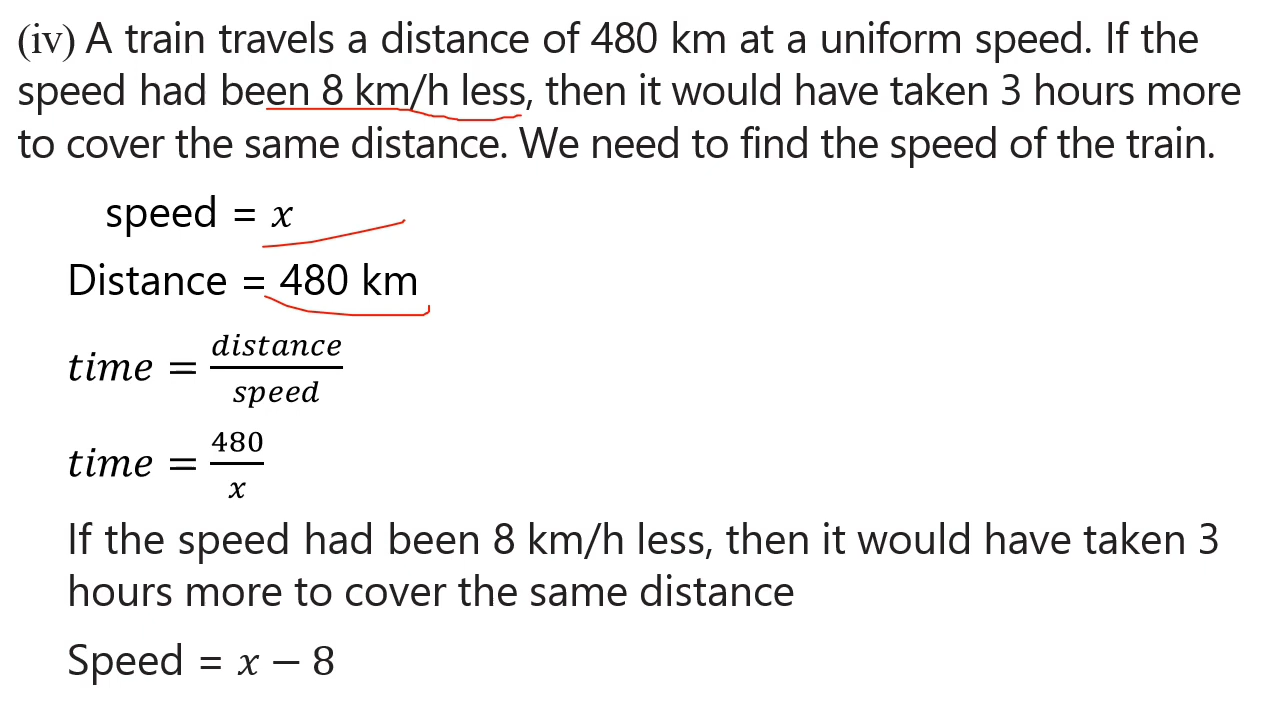 (iv) A train travels a distance of 480 km at a uniform speed. If the
speed had been 8 km/h less, then it would have taken 3 hours more
to cover the same distance. We need to find the speed of the train.
speed = x
Distance = 480 km
time = distance/speed
time = 480/x
If the speed had been 8 km/h less, then it would have taken 3
hours more to cover the same distance
Speed = x − 8